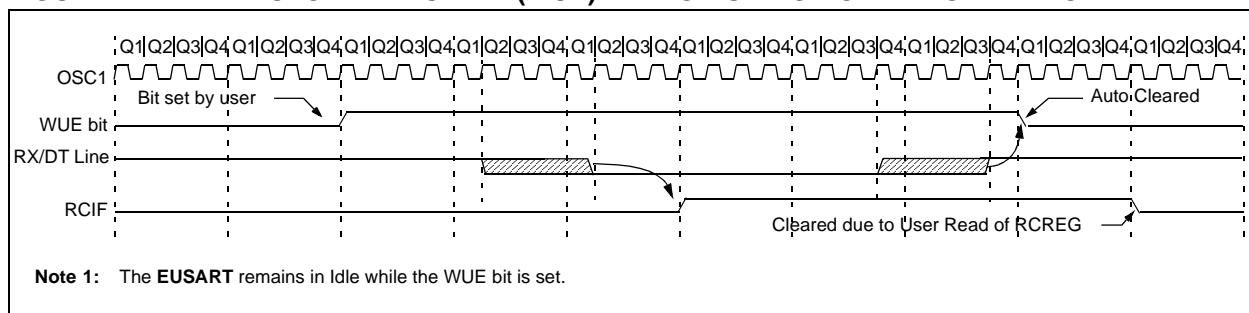 Q1|Q2|Q3|Q4|Q1|Q2|Q3|Q4|Q1|Q2|Q3|Q4|Q1|Q2|Q3|Q4|Q1|Q2|Q3|Q4|Q1|Q2|Q3|Q4|Q1|Q2|Q3|Q4|Q1|Q2|Q3|Q4|Q1|Q2|Q3|Q4|Q1|Q2|Q3|Q4
OSC1
Bit set by user
Auto Cleared
WUE bit
RX/DT Line
RCIF
Cleared due to User Read of RCREG
Note 1: The EUSART remains in Idle while the WUE bit is set.